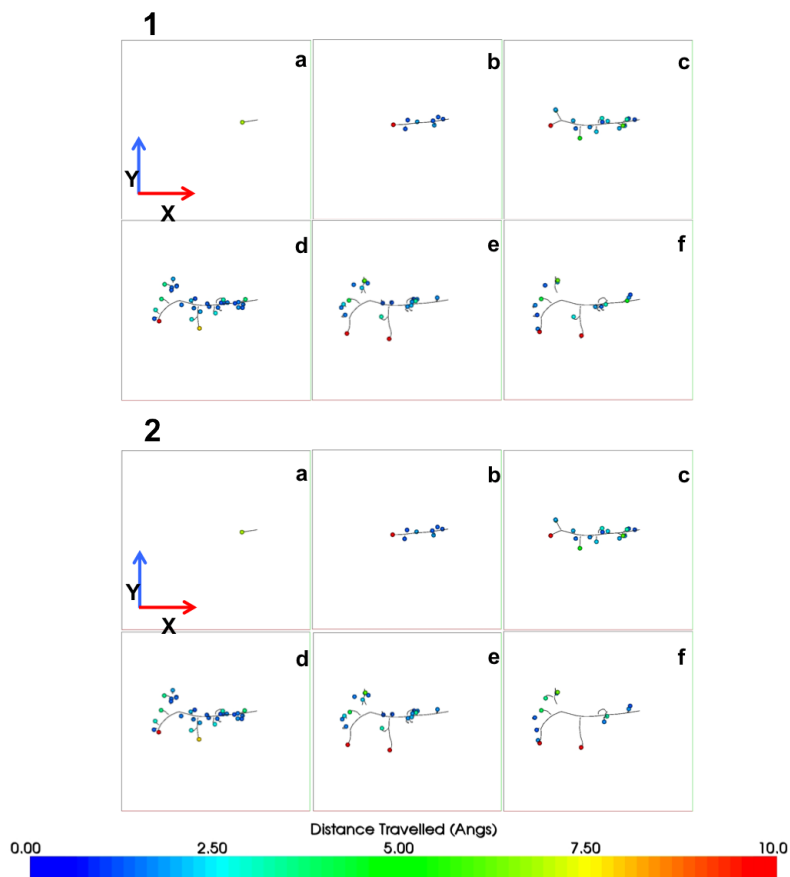 1
a
b
c
Y
X
d
e
f
2
a
b
c
Y
X
d
e
f
Distance Travelled (Angs)
0.00 2.50 5.00 7.50 10.0